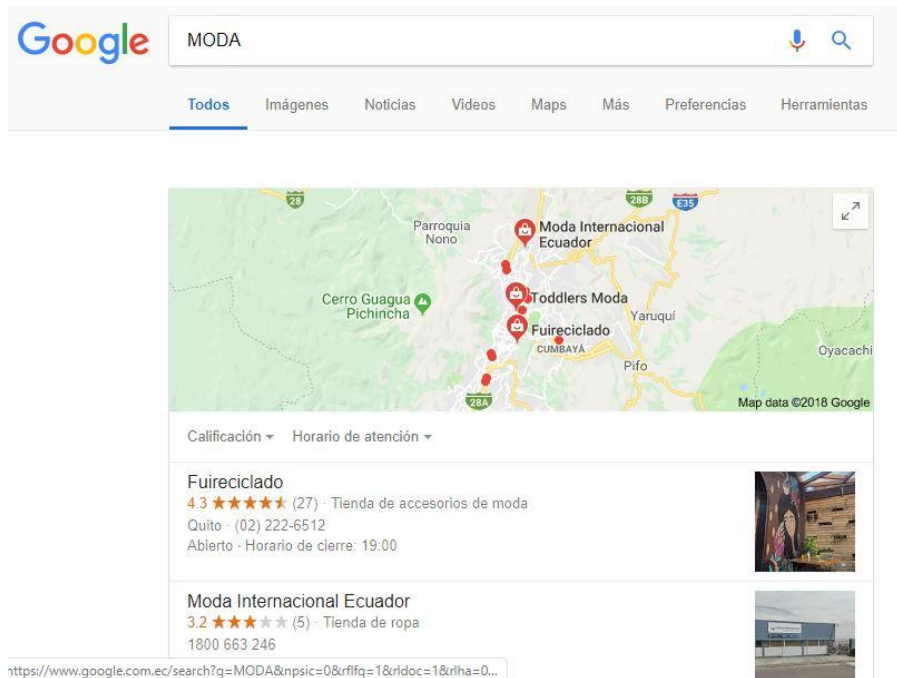 Google
MODA
Todos Imágenes Noticias Videos Maps Más Preferencias Herramientas
28
28B
E35
Parroquia
Nono
Moda Internacional
Ecuador
Cerro Guagua
Pichincha
Toddlers Moda
Yaruquí
Fuireciclado
CUMBAYÁ
Pifo
Oyacachi
28A
Map data ©2018 Google
Calificación Horario de atención
Fuireciclado
4.3 (27) · Tienda de accesorios de moda
Quito · (02) 222-6512
Abierto · Horario de cierre: 19:00
Moda Internacional Ecuador
3.2 (5) · Tienda de ropa
1800 663 246
https://www.google.com.ec/search?q=MODA&npsic=0&rflfq=1&rldoc=1&rlha=0...